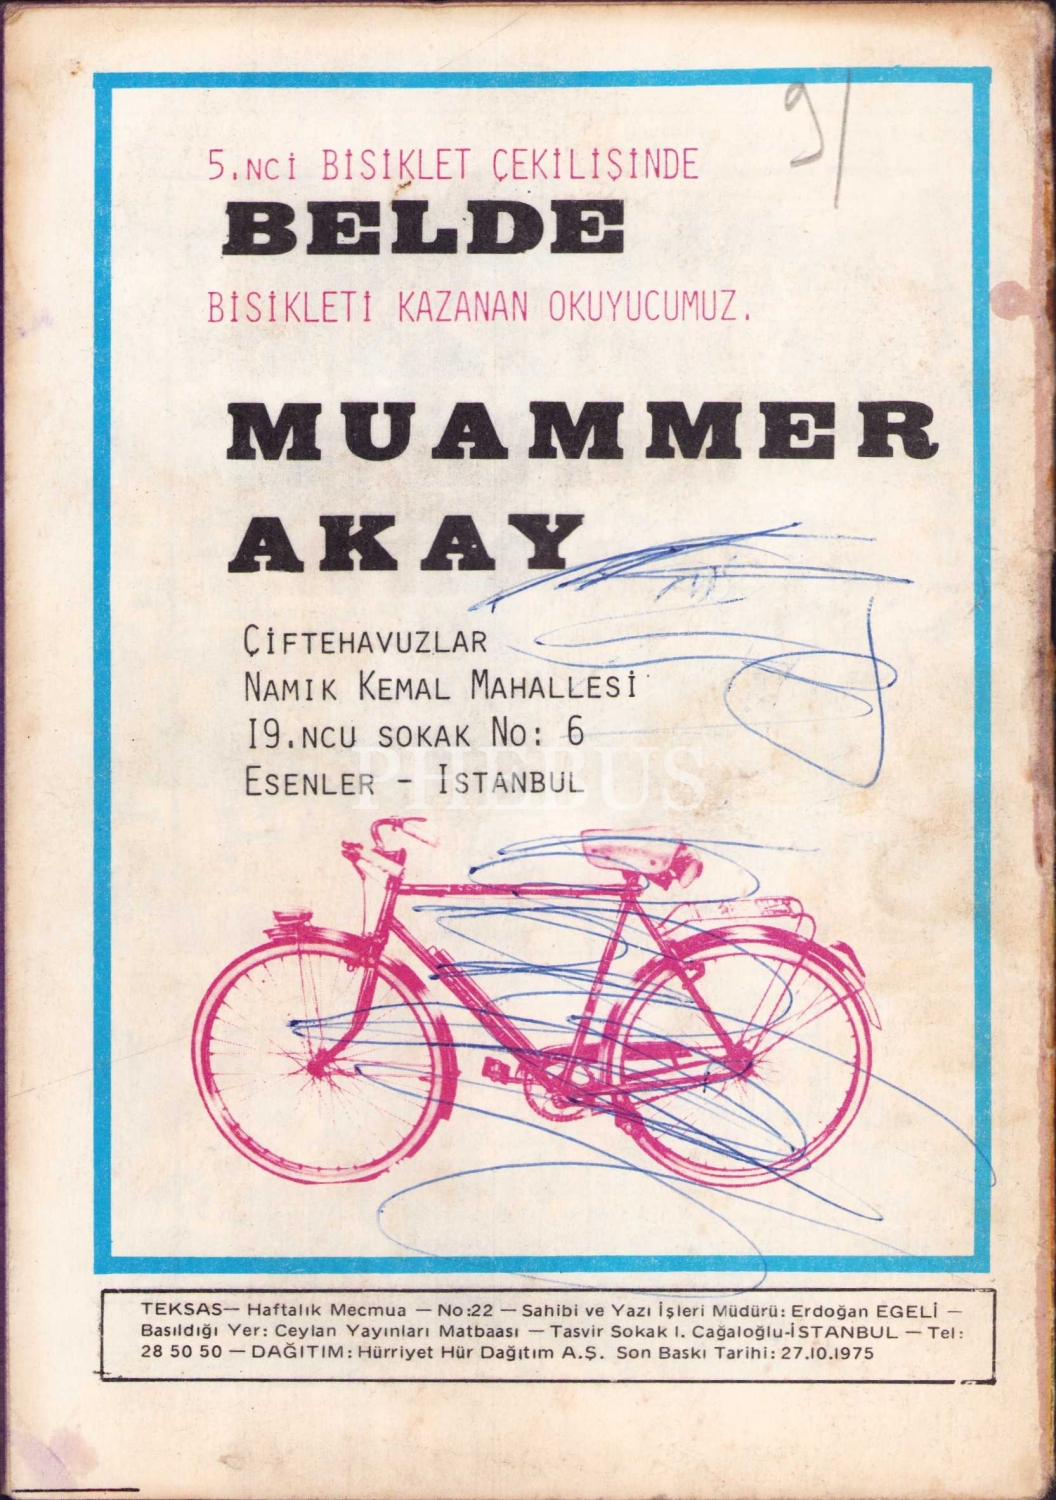 91
5.NCİ BİSİKLET ÇEKİLİŞİNDE
BELDE
BİSİKLETİ KAZANAN OKUYUCUMUZ.
MUAMMER
AKAY
ÇİFTEHAVUZLAR
NAMIK KEMAL MAHALLESİ
19.NCU SOKAK No: 6
ESENLER – İSTANBUL
PHEBUS
TEKSAS— Haftalık Mecmua — No:22 — Sahibi ve Yazı İşleri Müdürü: Erdoğan EGELİ —
Basıldığı Yer: Ceylan Yayınları Matbaası — Tasvir Sokak I. Cağaloğlu-İSTANBUL — Tel:
28 50 50 — DAĞITIM: Hürriyet Hür Dağıtım A.Ş. Son Baskı Tarihi: 27.10.1975